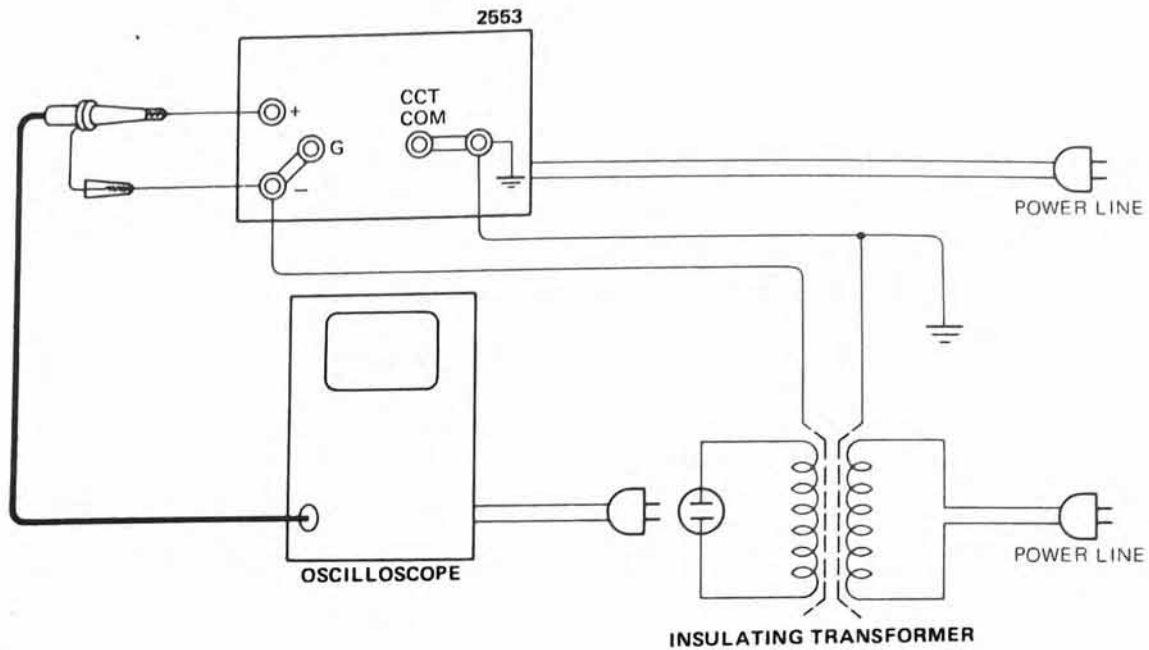 2553
+
G
−
CCT
COM
POWER LINE
OSCILLOSCOPE
POWER LINE
INSULATING TRANSFORMER